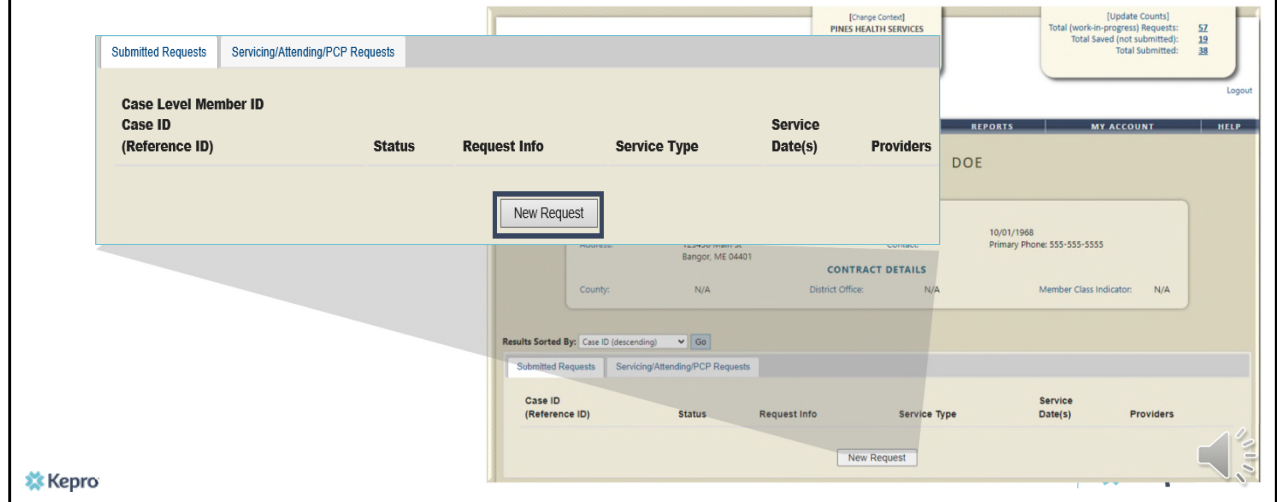 [Change Context]
PINES HEALTH SERVICES
[Update Counts]
Total (work-in-progress) Requests: 57
Total Saved (not submitted): 19
Total Submitted: 38
Logout
REPORTS MY ACCOUNT HELP
DOE
Submitted Requests Servicing/Attending/PCP Requests
Case Level Member ID
Case ID
(Reference ID) Status Request Info Service Type Service
Date(s) Providers
New Request
10/01/1968
Address: 123456 Main St Contact: Primary Phone: 555-555-5555
Bangor, ME 04401
CONTRACT DETAILS
County: N/A District Office: N/A Member Class Indicator: N/A
Results Sorted By: Case ID (descending) Go
Submitted Requests Servicing/Attending/PCP Requests
Case ID
(Reference ID) Status Request Info Service Type Service
Date(s) Providers
New Request
Kepro